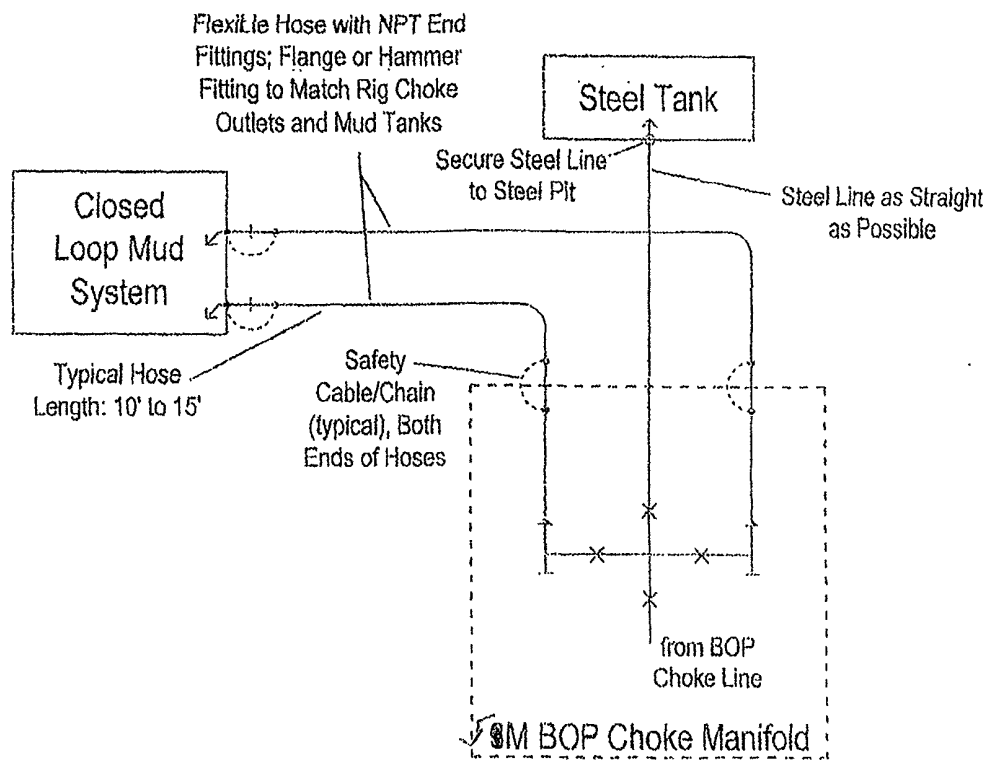 Flexible Hose with NPT End
Fittings; Flange or Hammer
Fitting to Match Rig Choke
Outlets and Mud Tanks
Steel Tank
Secure Steel Line
to Steel Pit
Steel Line as Straight
as Possible
Closed
Loop Mud
System
Typical Hose
Length: 10' to 15'
Safety
Cable/Chain
(typical), Both
Ends of Hoses
from BOP
Choke Line
BOP Choke Manifold